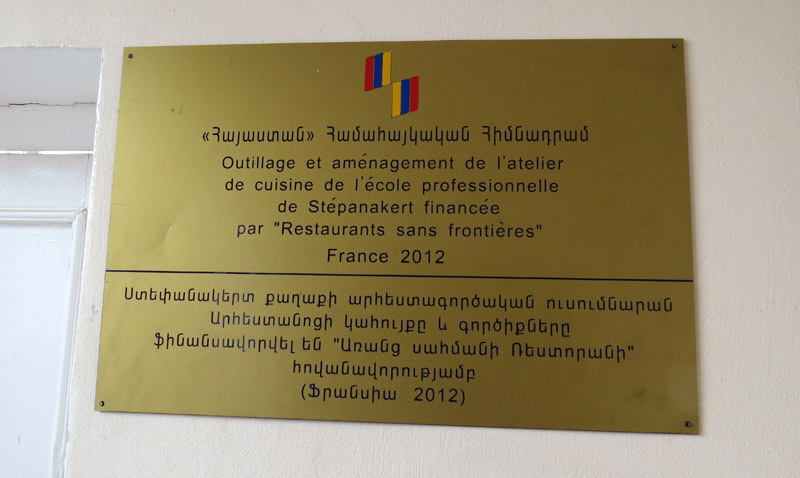 «Հայաստան» Համահայկական Հիմնադրամ
Outillage et aménagement de l'atelier
de cuisine de l'école professionnelle
de Stépanakert financée
par "Restaurants sans frontières"
France 2012
Ստեփանակերտ քաղաքի արհեստագործական ուսումնարան
Արհեստանոցի կահույքը և գործիքները
ֆինանսավորվել են "Առանց սահմանի Ռեստորանի"
հովանավորությամբ
(Ֆրանսիա 2012)